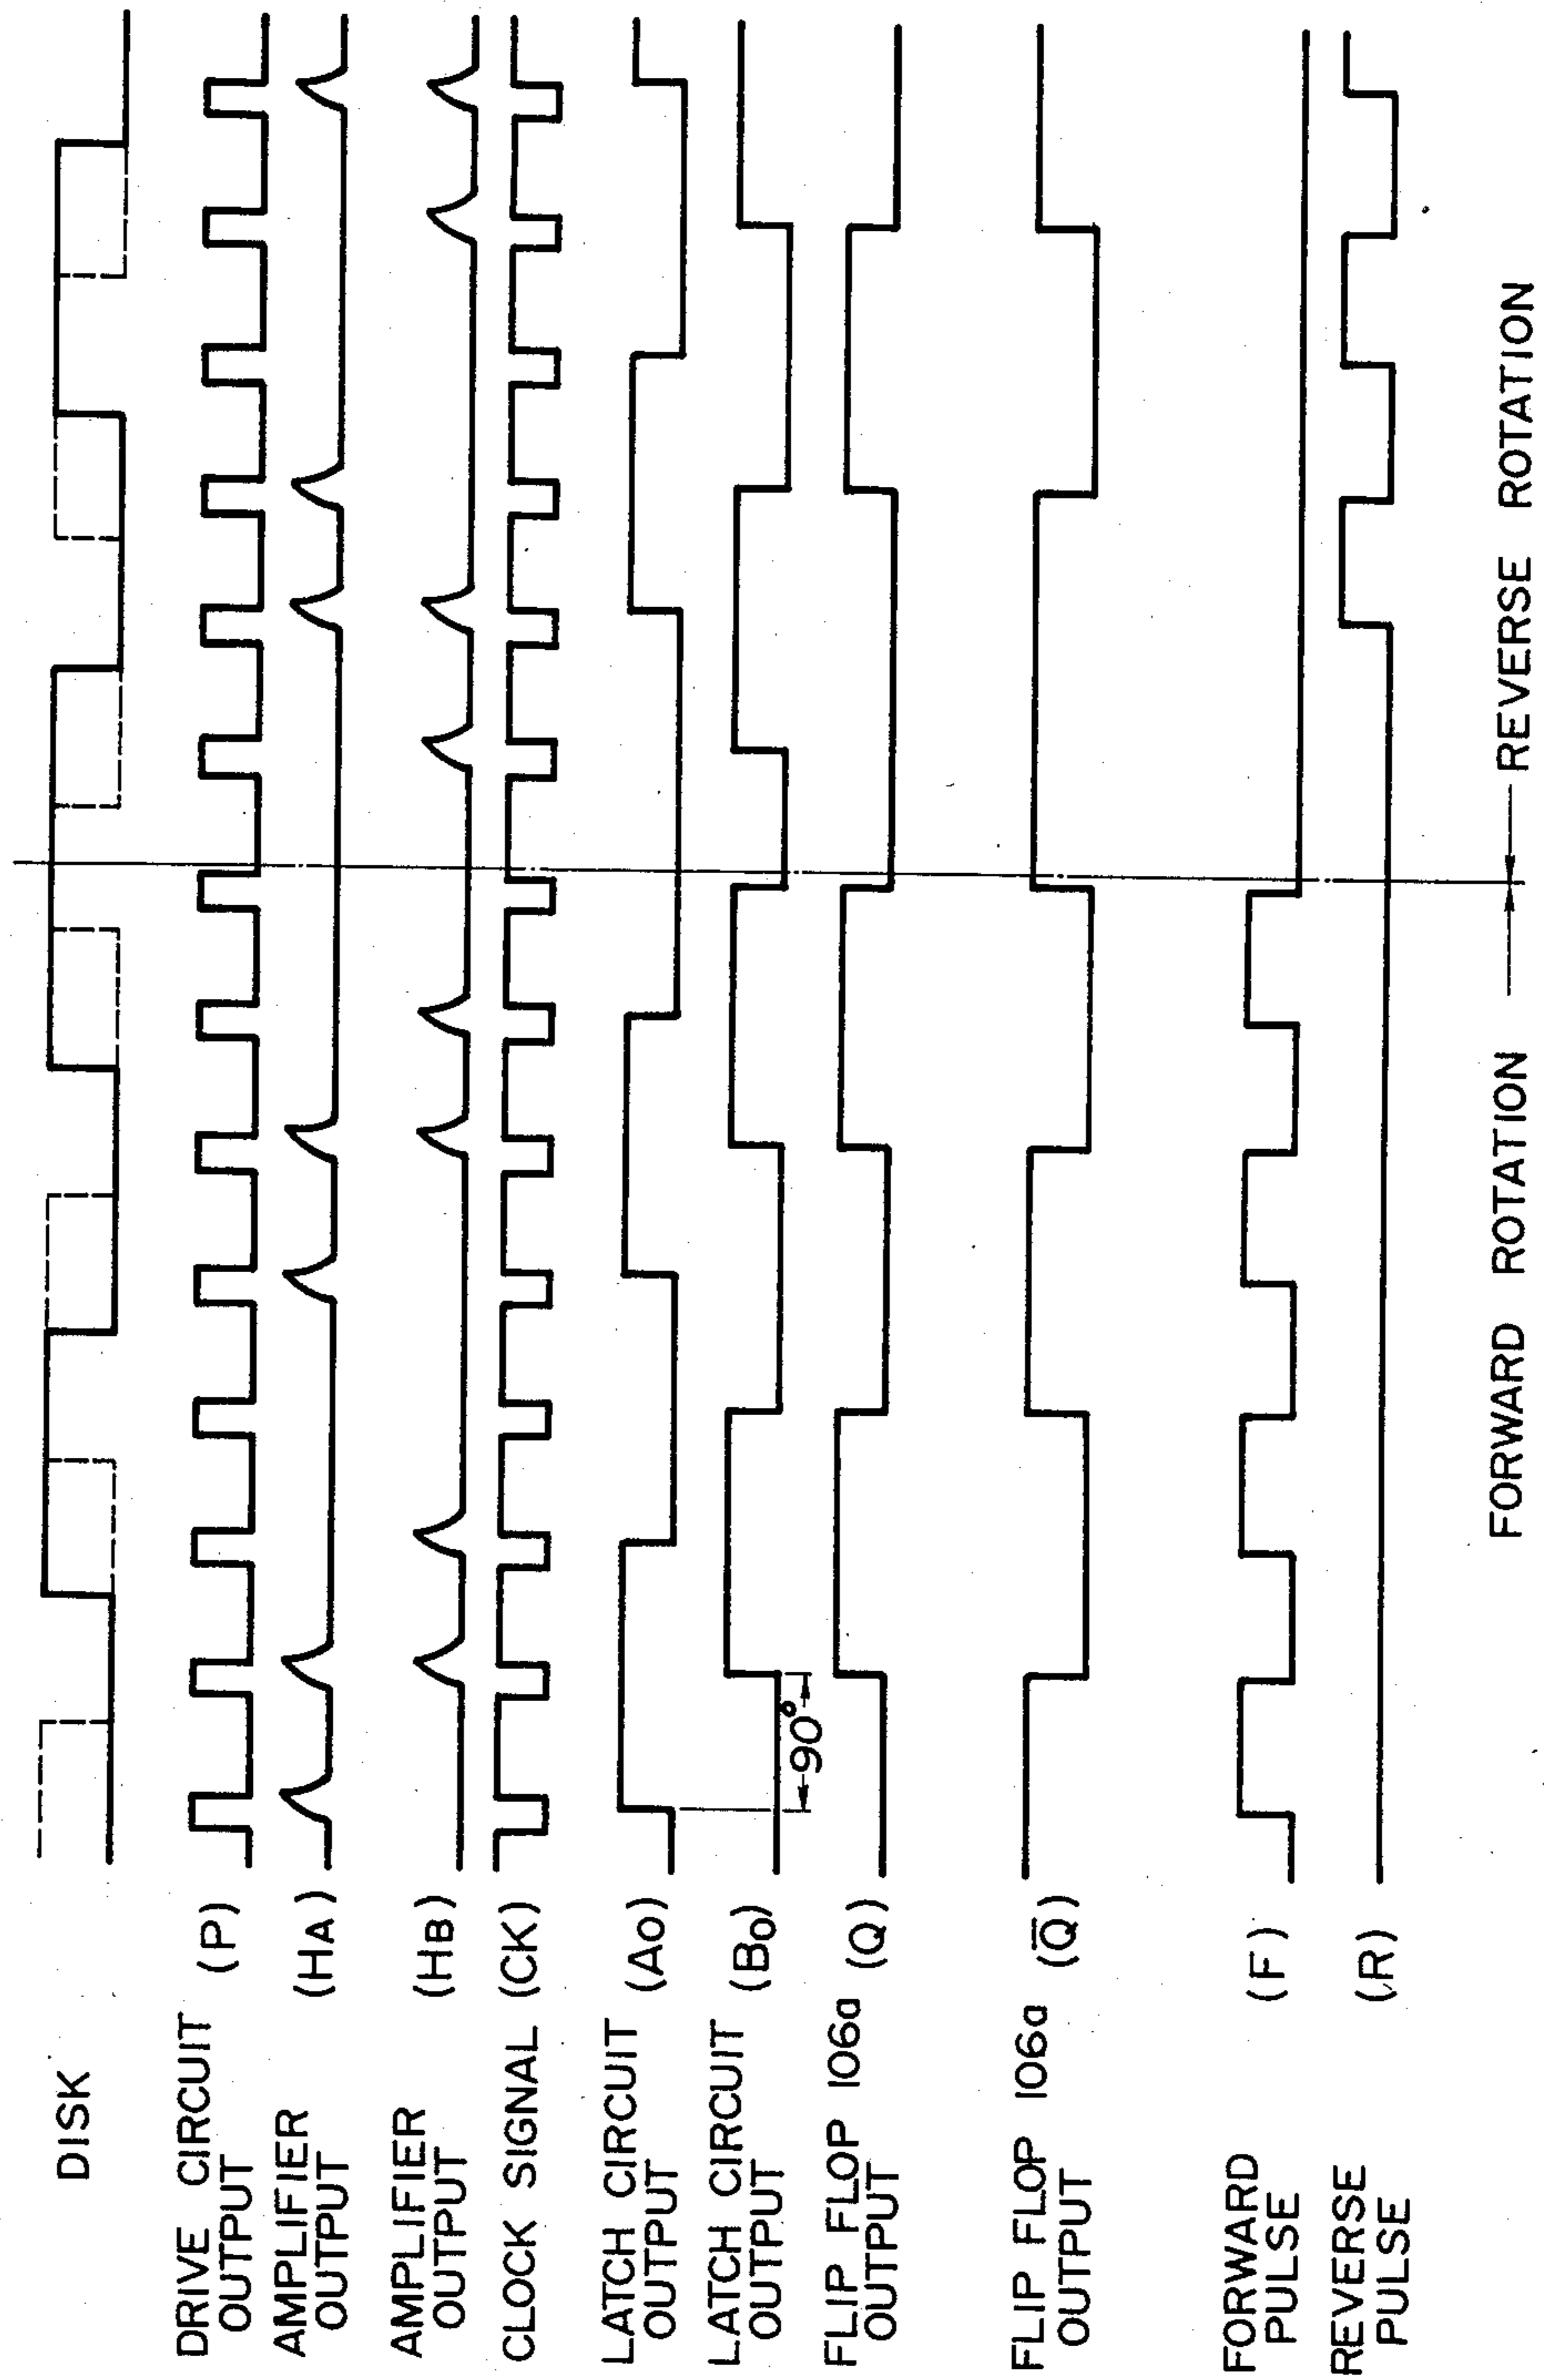 DISK
DRIVE CIRCUIT
OUTPUT (P)
AMPLIFIER
OUTPUT (HA)
AMPLIFIER
OUTPUT (HB)
CLOCK SIGNAL (CK)
LATCH CIRCUIT
OUTPUT (AO)
LATCH CIRCUIT
OUTPUT (BO)
90°
FLIP FLOP 106a
OUTPUT (Q)
FLIP FLOP 106a
OUTPUT (Q̅)
FORWARD
PULSE (F)
REVERSE
PULSE (R)
FORWARD ROTATION
REVERSE ROTATION